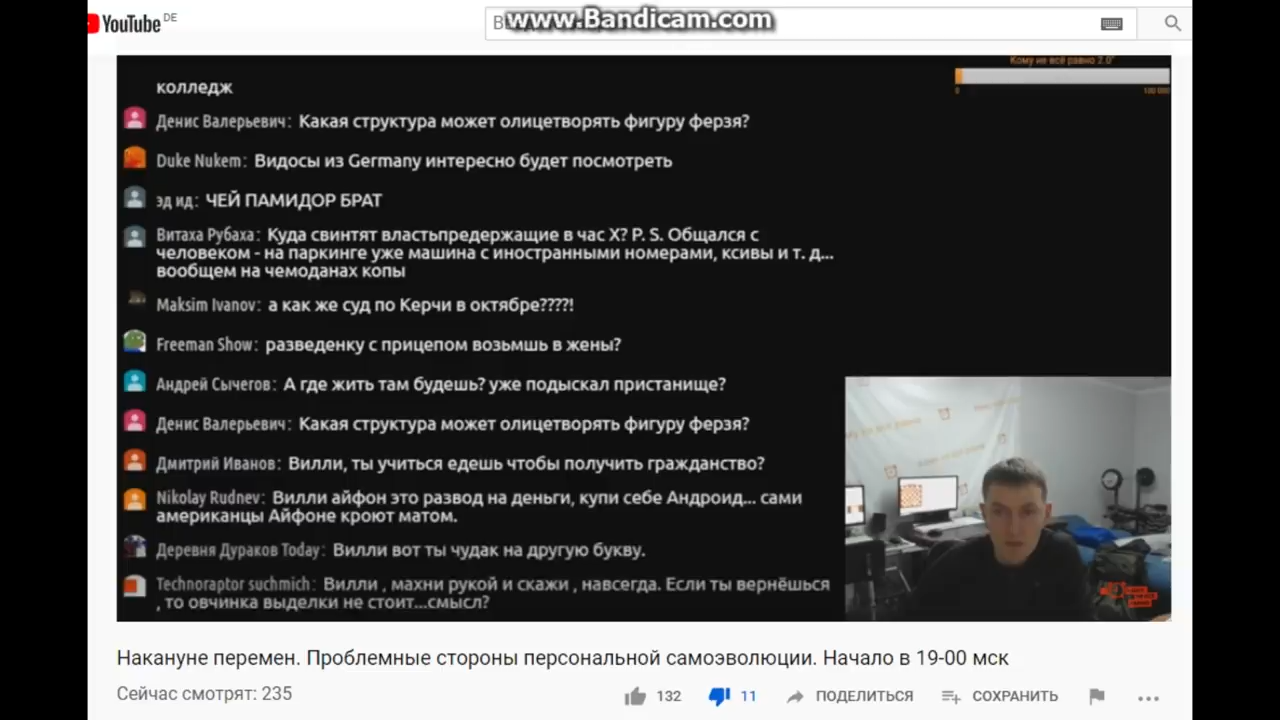 YouTube DE
www.Bandicam.com
Кому не всё равно 2.0"
0 100 000
колледж
Денис Валерьевич: Какая структура может олицетворять фигуру ферзя?
Duke Nukem: Видосы из Germany интересно будет посмотреть
эд ид: ЧЕЙ ПАМИДОР БРАТ
Витаха Рубаха: Куда свинтят властьпредержащие в час Х? P. S. Общался с
человеком - на паркинге уже машина с иностранными номерами, ксивы и т. д...
вообщем на чемоданах копы
Maksim Ivanov: а как же суд по Керчи в октябре????!
Freeman Show: разведенку с прицепом возьмшь в жены?
Андрей Сычегов: А где жить там будешь? уже подыскал пристанище?
Денис Валерьевич: Какая структура может олицетворять фигуру ферзя?
Дмитрий Иванов: Вилли, ты учиться едешь чтобы получить гражданство?
Nikolay Rudnev: Вилли айфон это развод на деньги, купи себе Андроид... сами
американцы Айфоне кроют матом.
Деревня Дураков Today: Вилли вот ты чудак на другую букву.
Technoraptor suchmich: Вилли , махни рукой и скажи , навсегда. Если ты вернёшься
, то овчинка выделки не стоит...смысл?
Накануне перемен. Проблемные стороны персональной самоэволюции. Начало в 19-00 мск
Сейчас смотрят: 235
132 11 ПОДЕЛИТЬСЯ СОХРАНИТЬ